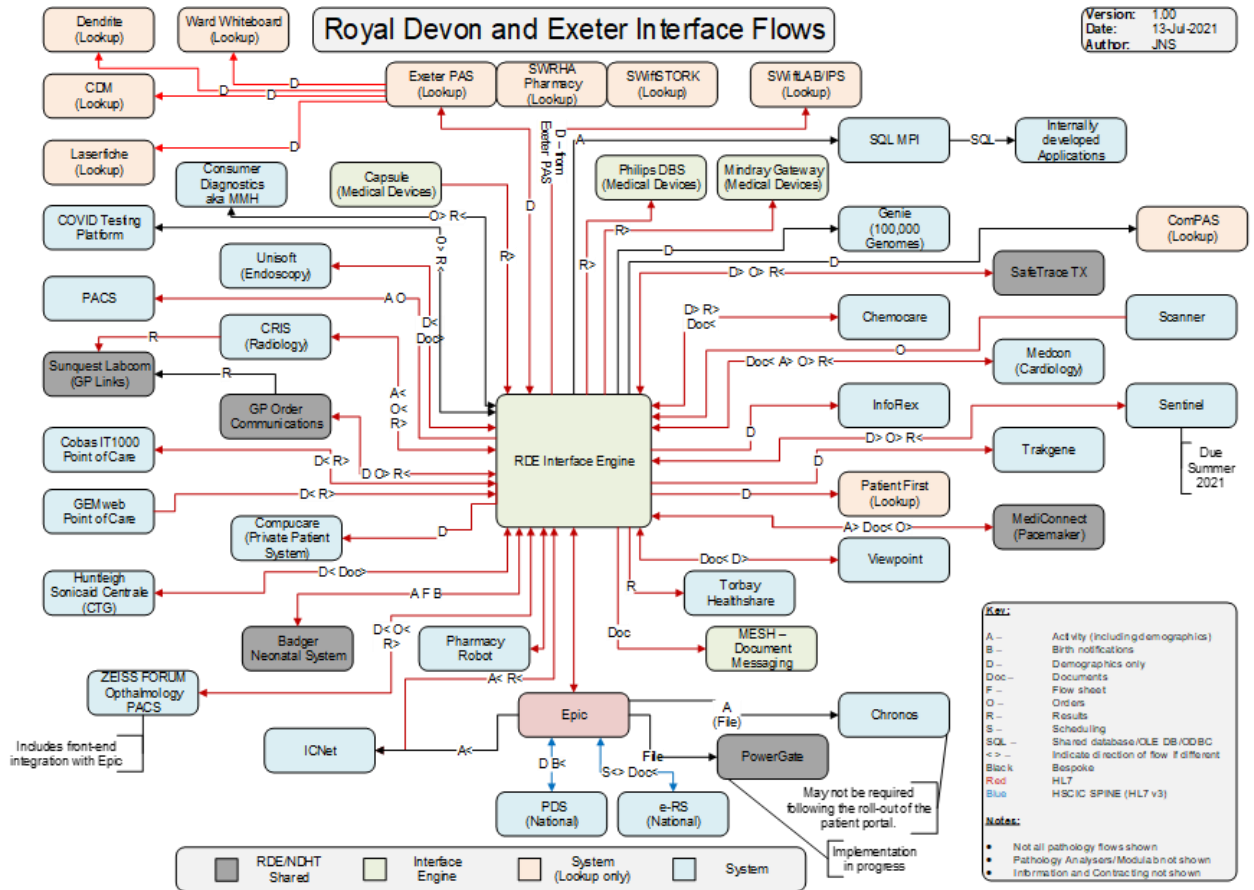 Royal Devon and Exeter Interface Flows
Version: 1.00
Date: 13-Jul-2021
Author: JNS
Dendrite
(Lookup)
Ward Whiteboard
(Lookup)
CDM
(Lookup)
Laserfiche
(Lookup)
Exeter PAS
(Lookup)
SWRHA
Pharmacy
(Lookup)
SWiftSTORK
(Lookup)
SWiftLAB/IPS
(Lookup)
D
D
D
D
D
D – from
Exeter PAS
A
SQL MPI
SQL
Internally
developed
Applications
Consumer
Diagnostics
aka MMH
Capsule
(Medical Devices)
Philips DBS
(Medical Devices)
Mindray Gateway
(Medical Devices)
O> R<
R>
R>
R>
COVID Testing
Platform
O> R<
Genie
(100,000
Genomes)
D
ComPAS
(Lookup)
D
Unisoft
(Endoscopy)
D<
Doc>
SafeTrace TX
D> O> R<
PACS
A O
Chemocare
D> R>
Doc<
Scanner
O
CRIS
(Radiology)
R
A<
O<
R>
Medcon
(Cardiology)
Doc< A> O> R<
Sunquest Labcom
(GP Links)
R
GP Order
Communications
D O> R<
RDE Interface Engine
InfoFlex
D
Sentinel
D> O> R<
Due
Summer
2021
Cobas IT1000
Point of Care
D< R>
Trakgene
D
GEMweb
Point of Care
D< R>
Patient First
(Lookup)
D
Compucare
(Private Patient
System)
D
MediConnect
(Pacemaker)
A> Doc< O>
Viewpoint
Doc< D>
Huntleigh
Sonicaid Centrale
(CTG)
D< Doc>
Torbay
Healthshare
R
Badger
Neonatal System
A F B
Pharmacy
Robot
MESH –
Document
Messaging
Doc
D< O<
R>
A< R<
ZEISS FORUM
Opthalmology
PACS
Includes front-end
integration with Epic
ICNet
A<
Epic
A
(File)
Chronos
File
PowerGate
D B<
S<> Doc<
PDS
(National)
e-RS
(National)
May not be required
following the roll-out of the
patient portal.
Implementation
in progress
Key:
A – Activity (including demographics)
B – Birth notifications
D – Demographics only
Doc – Documents
F – Flow sheet
O – Orders
R – Results
S – Scheduling
SQL – Shared database/OLE DB/ODBC
< > – Indicate direction of flow if different
Black Bespoke
Red HL7
Blue HSCIC SPINE (HL7 v3)
Notes:
● Not all pathology flows shown
● Pathology Analysers/Modulab not shown
● Information and Contracting not shown
RDE/NDHT
Shared
Interface
Engine
System
(Lookup only)
System